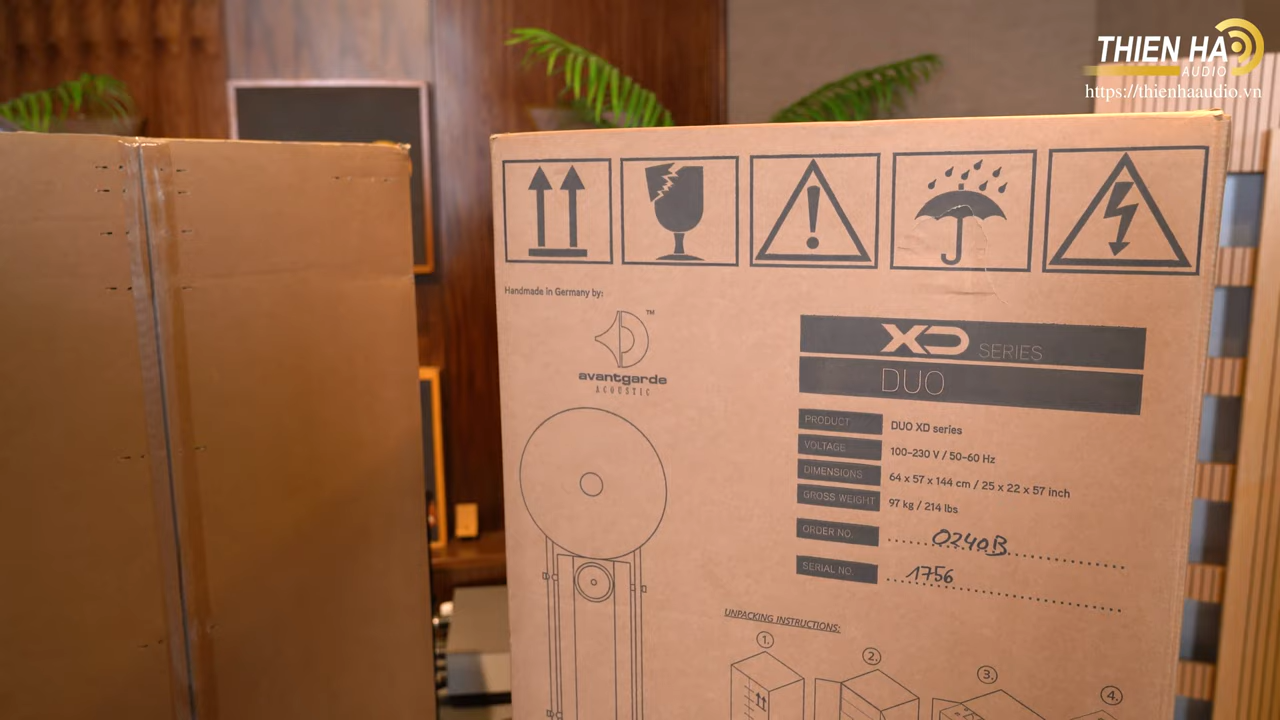 THIEN HA
AUDIO
https://thienhaaudio.vn
Handmade in Germany by:
TM
avantgarde
ACOUSTIC
XD SERIES
DUO
PRODUCT DUO XD series
VOLTAGE 100-230 V / 50-60 Hz
DIMENSIONS 64 x 57 x 144 cm / 25 x 22 x 57 inch
GROSS WEIGHT 97 kg / 214 lbs
ORDER NO. 0240B
SERIAL NO. 1756
UNPACKING INSTRUCTIONS:
1. 2. 3. 4.